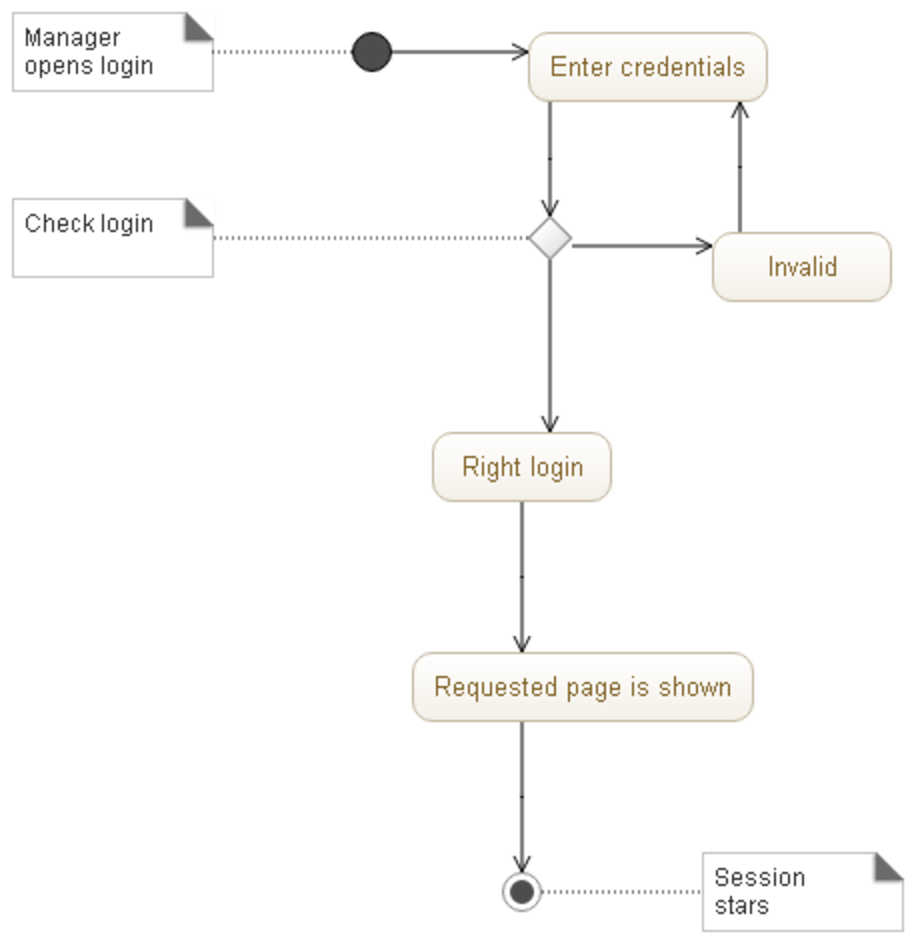 Manager
opens login
Enter credentials
Check login
Invalid
Right login
Requested page is shown
Session
stars